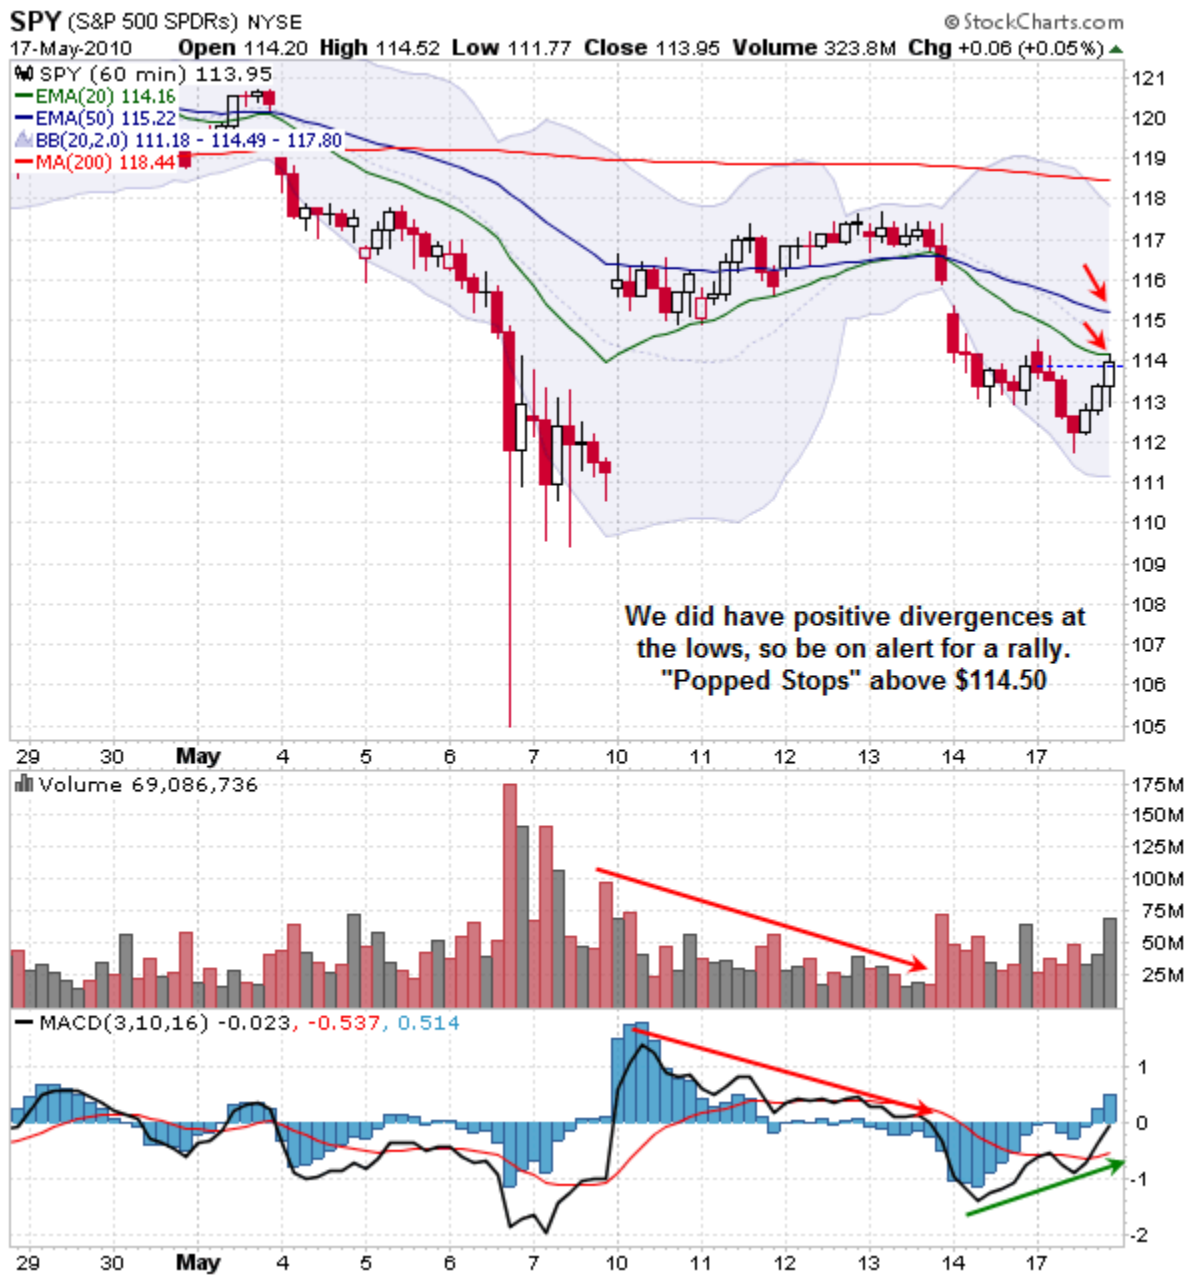 SPY (S&P 500 SPDRs) NYSE © StockCharts.com
17-May-2010 Open 114.20 High 114.52 Low 111.77 Close 113.95 Volume 323.8M Chg +0.06 (+0.05%)
SPY (60 min) 113.95
EMA(20) 114.16
EMA(50) 115.22
BB(20,2.0) 111.18 - 114.49 - 117.80
MA(200) 118.44
121
120
119
118
117
116
115
114
113
112
111
110
109
108
107
106
105
We did have positive divergences at
the lows, so be on alert for a rally.
"Popped Stops" above $114.50
29 30 May 4 5 6 7 10 11 12 13 14 17
Volume 69,086,736
175M
150M
125M
100M
75M
50M
25M
MACD(3,10,16) -0.023, -0.537, 0.514
1
0
-1
-2
29 30 May 4 5 6 7 10 11 12 13 14 17